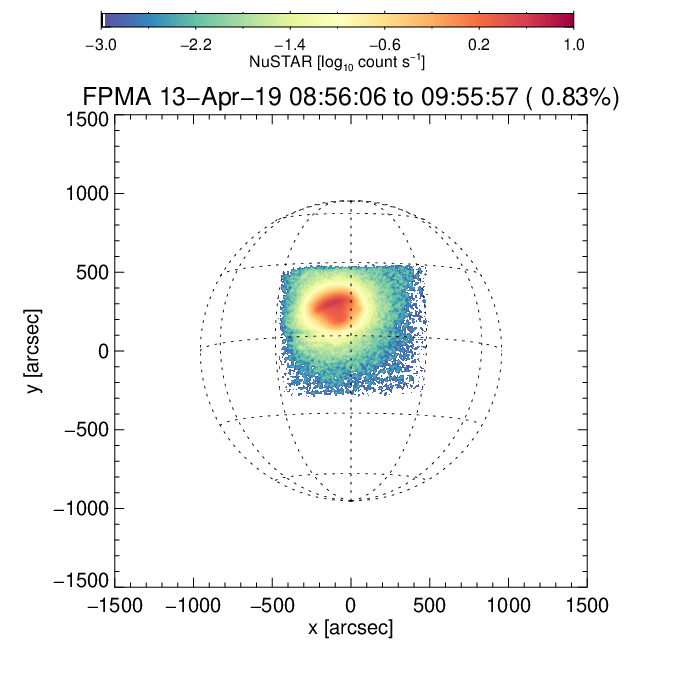 −3.0 −2.2 −1.4 −0.6 0.2 1.0
NuSTAR [log₁₀ count s⁻¹]
FPMA 13−Apr−19 08:56:06 to 09:55:57 ( 0.83%)
1500
1000
500
0
−500
−1000
−1500
y [arcsec]
−1500 −1000 −500 0 500 1000 1500
x [arcsec]